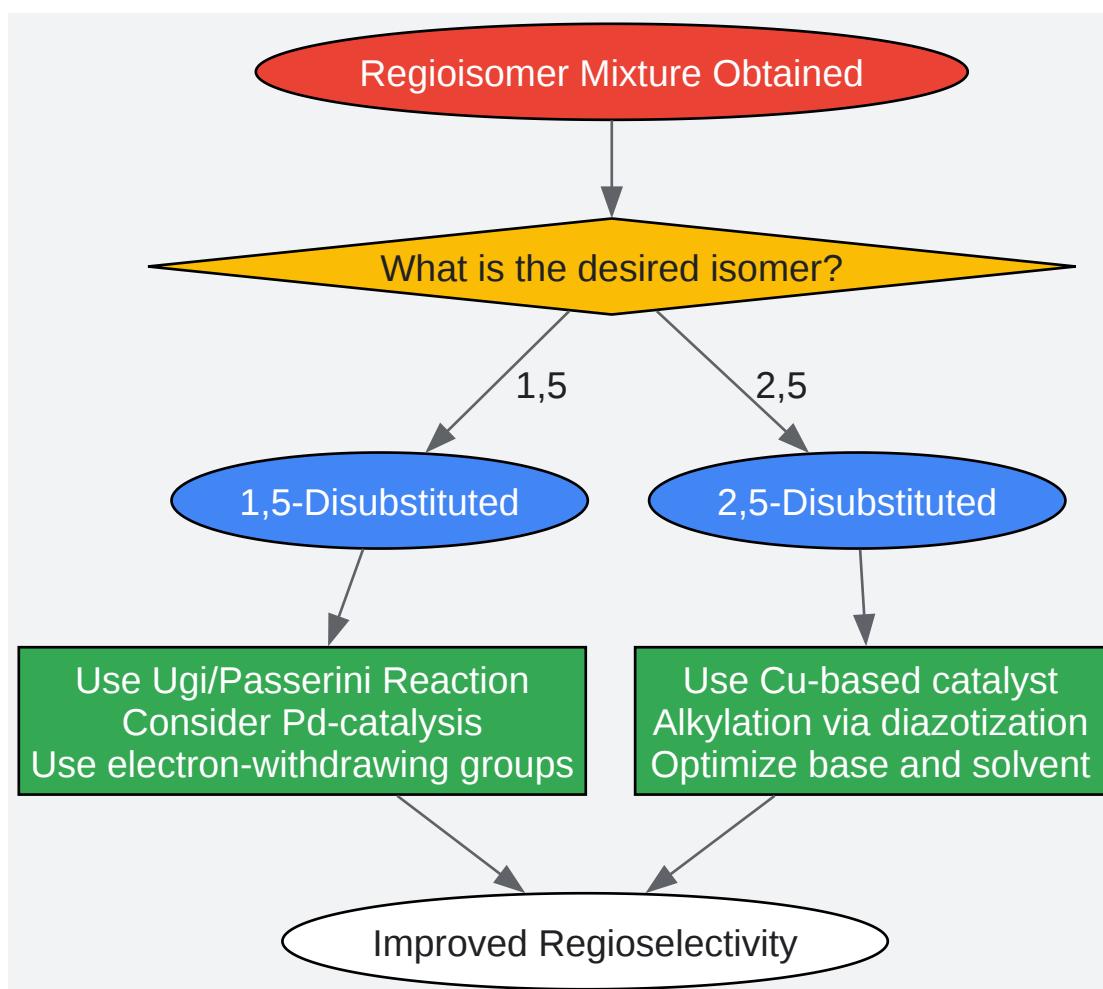 Regioisomer Mixture Obtained
What is the desired isomer?
1,5
2,5
1,5-Disubstituted
2,5-Disubstituted
Use Ugi/Passerini Reaction
Consider Pd-catalysis
Use electron-withdrawing groups
Use Cu-based catalyst
Alkylation via diazotization
Optimize base and solvent
Improved Regioselectivity